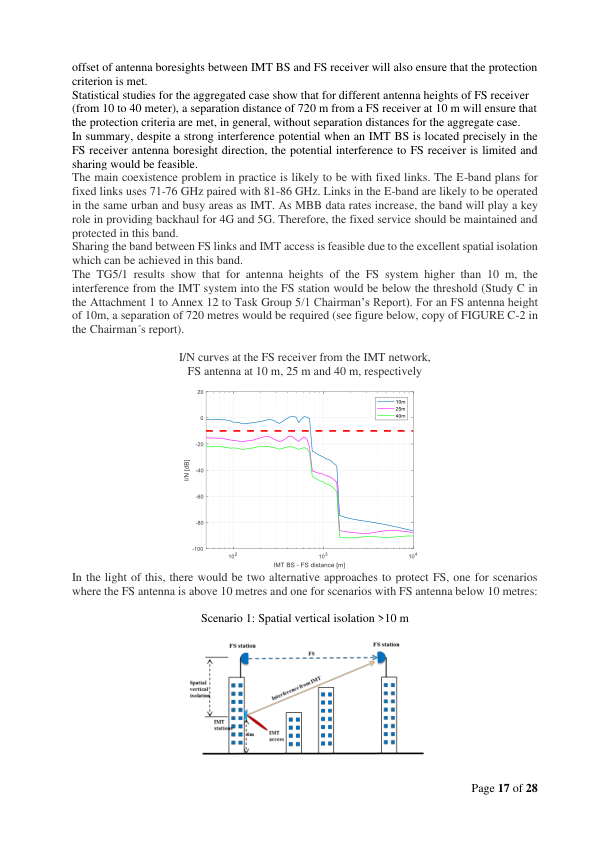 offset of antenna boresights between IMT BS and FS receiver will also ensure that the protection
criterion is met.
Statistical studies for the aggregated case show that for different antenna heights of FS receiver
(from 10 to 40 meter), a separation distance of 720 m from a FS receiver at 10 m will ensure that
the protection criteria are met, in general, without separation distances for the aggregate case.
In summary, despite a strong interference potential when an IMT BS is located precisely in the
FS receiver antenna boresight direction, the potential interference to FS receiver is limited and
sharing would be feasible.
The main coexistence problem in practice is likely to be with fixed links. The E-band plans for
fixed links uses 71-76 GHz paired with 81-86 GHz. Links in the E-band are likely to be operated
in the same urban and busy areas as IMT. As MBB data rates increase, the band will play a key
role in providing backhaul for 4G and 5G. Therefore, the fixed service should be maintained and
protected in this band.
Sharing the band between FS links and IMT access is feasible due to the excellent spatial isolation
which can be achieved in this band.
The TG5/1 results show that for antenna heights of the FS system higher than 10 m, the
interference from the IMT system into the FS station would be below the threshold (Study C in
the Attachment 1 to Annex 12 to Task Group 5/1 Chairman's Report). For an FS antenna height
of 10m, a separation of 720 metres would be required (see figure below, copy of FIGURE C-2 in
the Chairman´s report).
I/N curves at the FS receiver from the IMT network,
FS antenna at 10 m, 25 m and 40 m, respectively
20
0
-20
-40
-60
-80
-100
I/N [dB]
10m
25m
40m
10²
10³
10⁴
IMT BS - FS distance [m]
In the light of this, there would be two alternative approaches to protect FS, one for scenarios
where the FS antenna is above 10 metres and one for scenarios with FS antenna below 10 metres:
Scenario 1: Spatial vertical isolation >10 m
FS station
FS station
FS
Spatial
vertical
isolation
Interference from IMT
IMT
station
IMT
access
Page 17 of 28